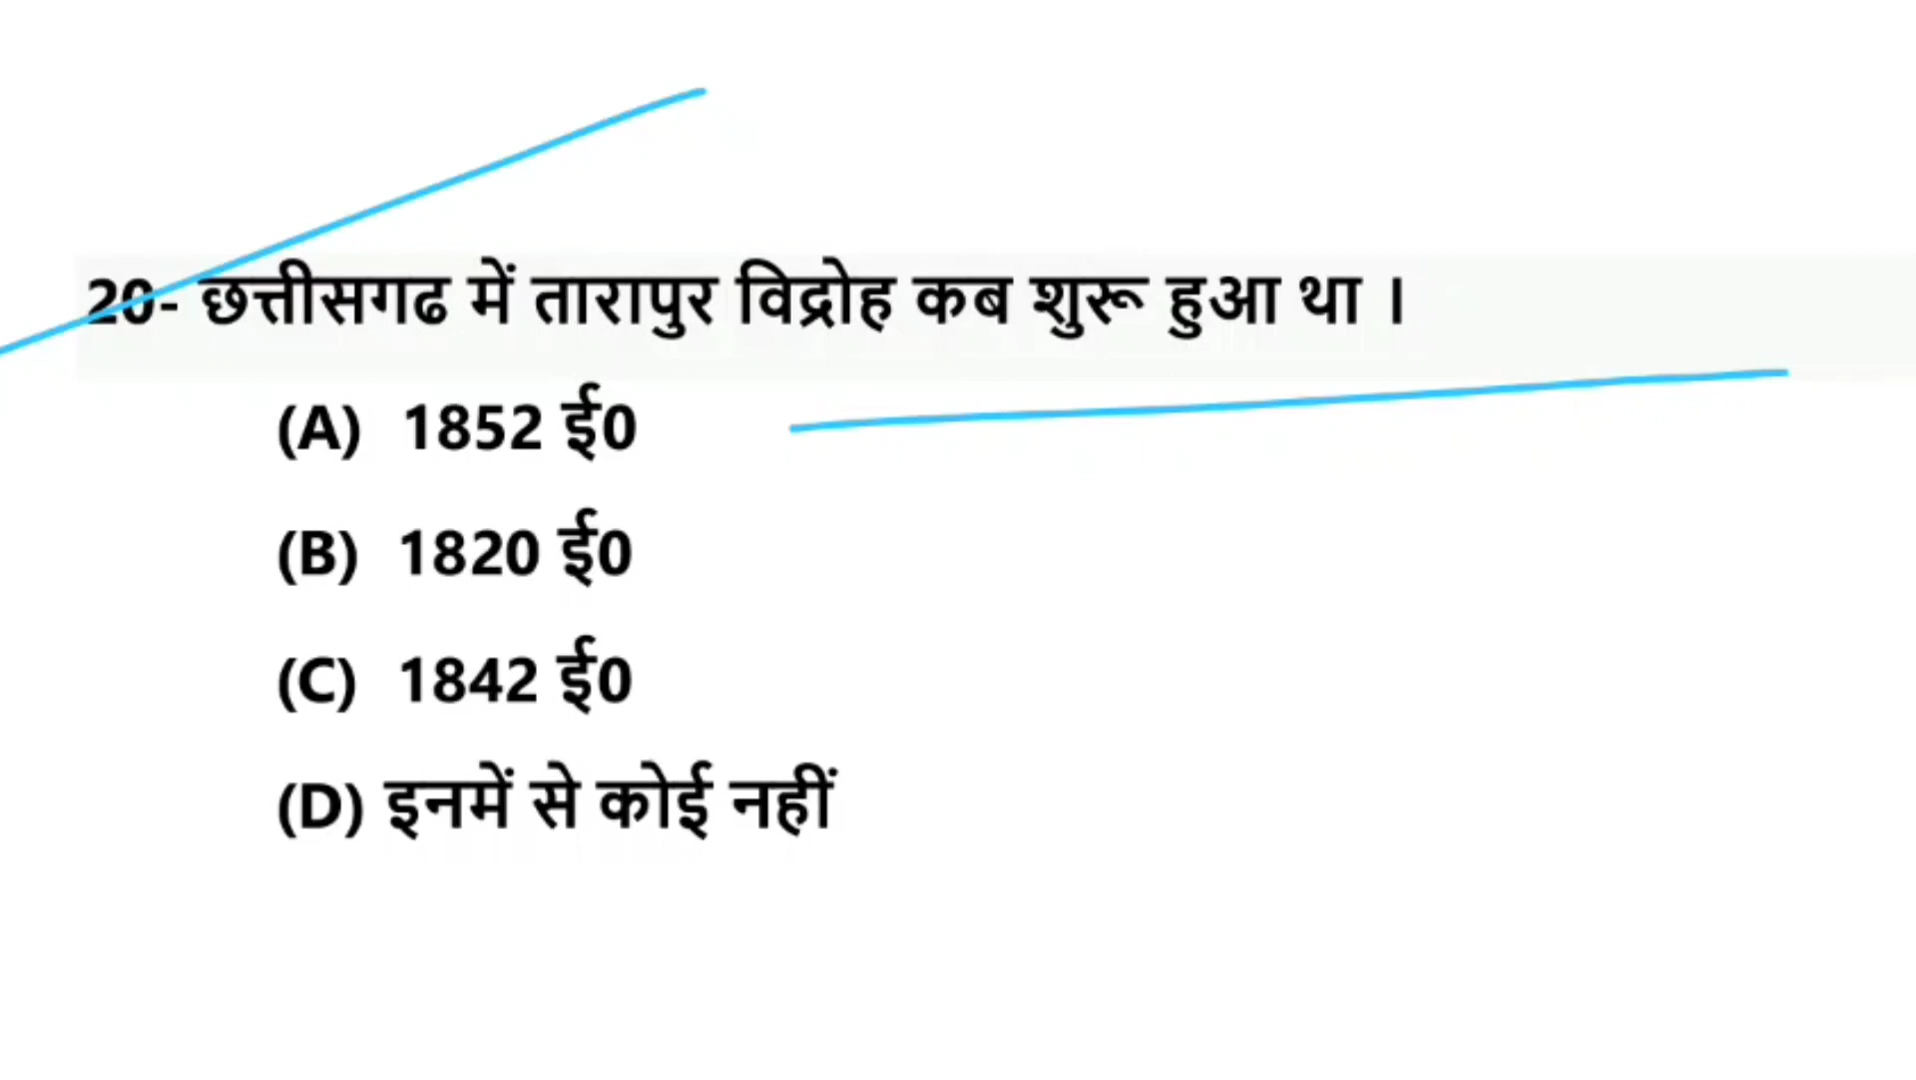 20- छत्तीसगढ में तारापुर विद्रोह कब शुरू हुआ था ।
(A) 1852 ई0
(B) 1820 ई0
(C) 1842 ई0
(D) इनमें से कोई नहीं